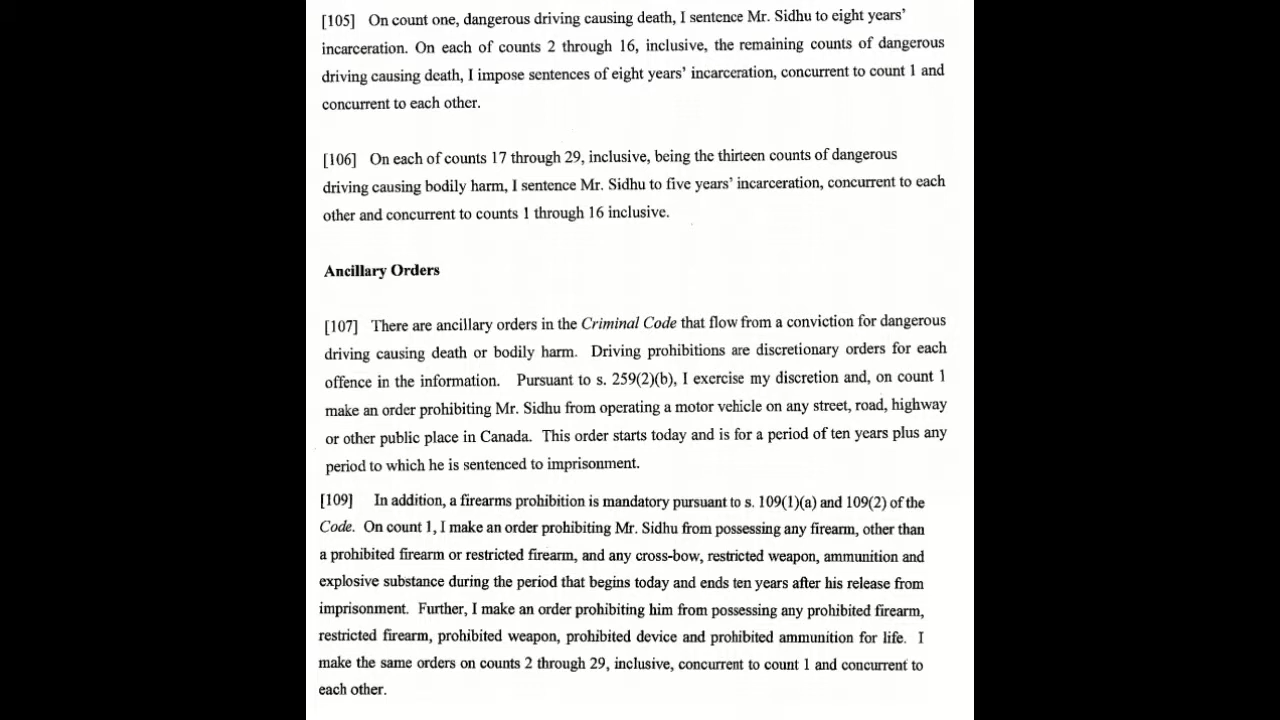 [105] On count one, dangerous driving causing death, I sentence Mr. Sidhu to eight years'
incarceration. On each of counts 2 through 16, inclusive, the remaining counts of dangerous
driving causing death, I impose sentences of eight years' incarceration, concurrent to count 1 and
concurrent to each other.
[106] On each of counts 17 through 29, inclusive, being the thirteen counts of dangerous
driving causing bodily harm, I sentence Mr. Sidhu to five years' incarceration, concurrent to each
other and concurrent to counts 1 through 16 inclusive.
Ancillary Orders
[107] There are ancillary orders in the Criminal Code that flow from a conviction for dangerous
driving causing death or bodily harm. Driving prohibitions are discretionary orders for each
offence in the information. Pursuant to s. 259(2)(b), I exercise my discretion and, on count 1
make an order prohibiting Mr. Sidhu from operating a motor vehicle on any street, road, highway
or other public place in Canada. This order starts today and is for a period of ten years plus any
period to which he is sentenced to imprisonment.
[109] In addition, a firearms prohibition is mandatory pursuant to s. 109(1)(a) and 109(2) of the
Code. On count 1, I make an order prohibiting Mr. Sidhu from possessing any firearm, other than
a prohibited firearm or restricted firearm, and any cross-bow, restricted weapon, ammunition and
explosive substance during the period that begins today and ends ten years after his release from
imprisonment. Further, I make an order prohibiting him from possessing any prohibited firearm,
restricted firearm, prohibited weapon, prohibited device and prohibited ammunition for life. I
make the same orders on counts 2 through 29, inclusive, concurrent to count 1 and concurrent to
each other.